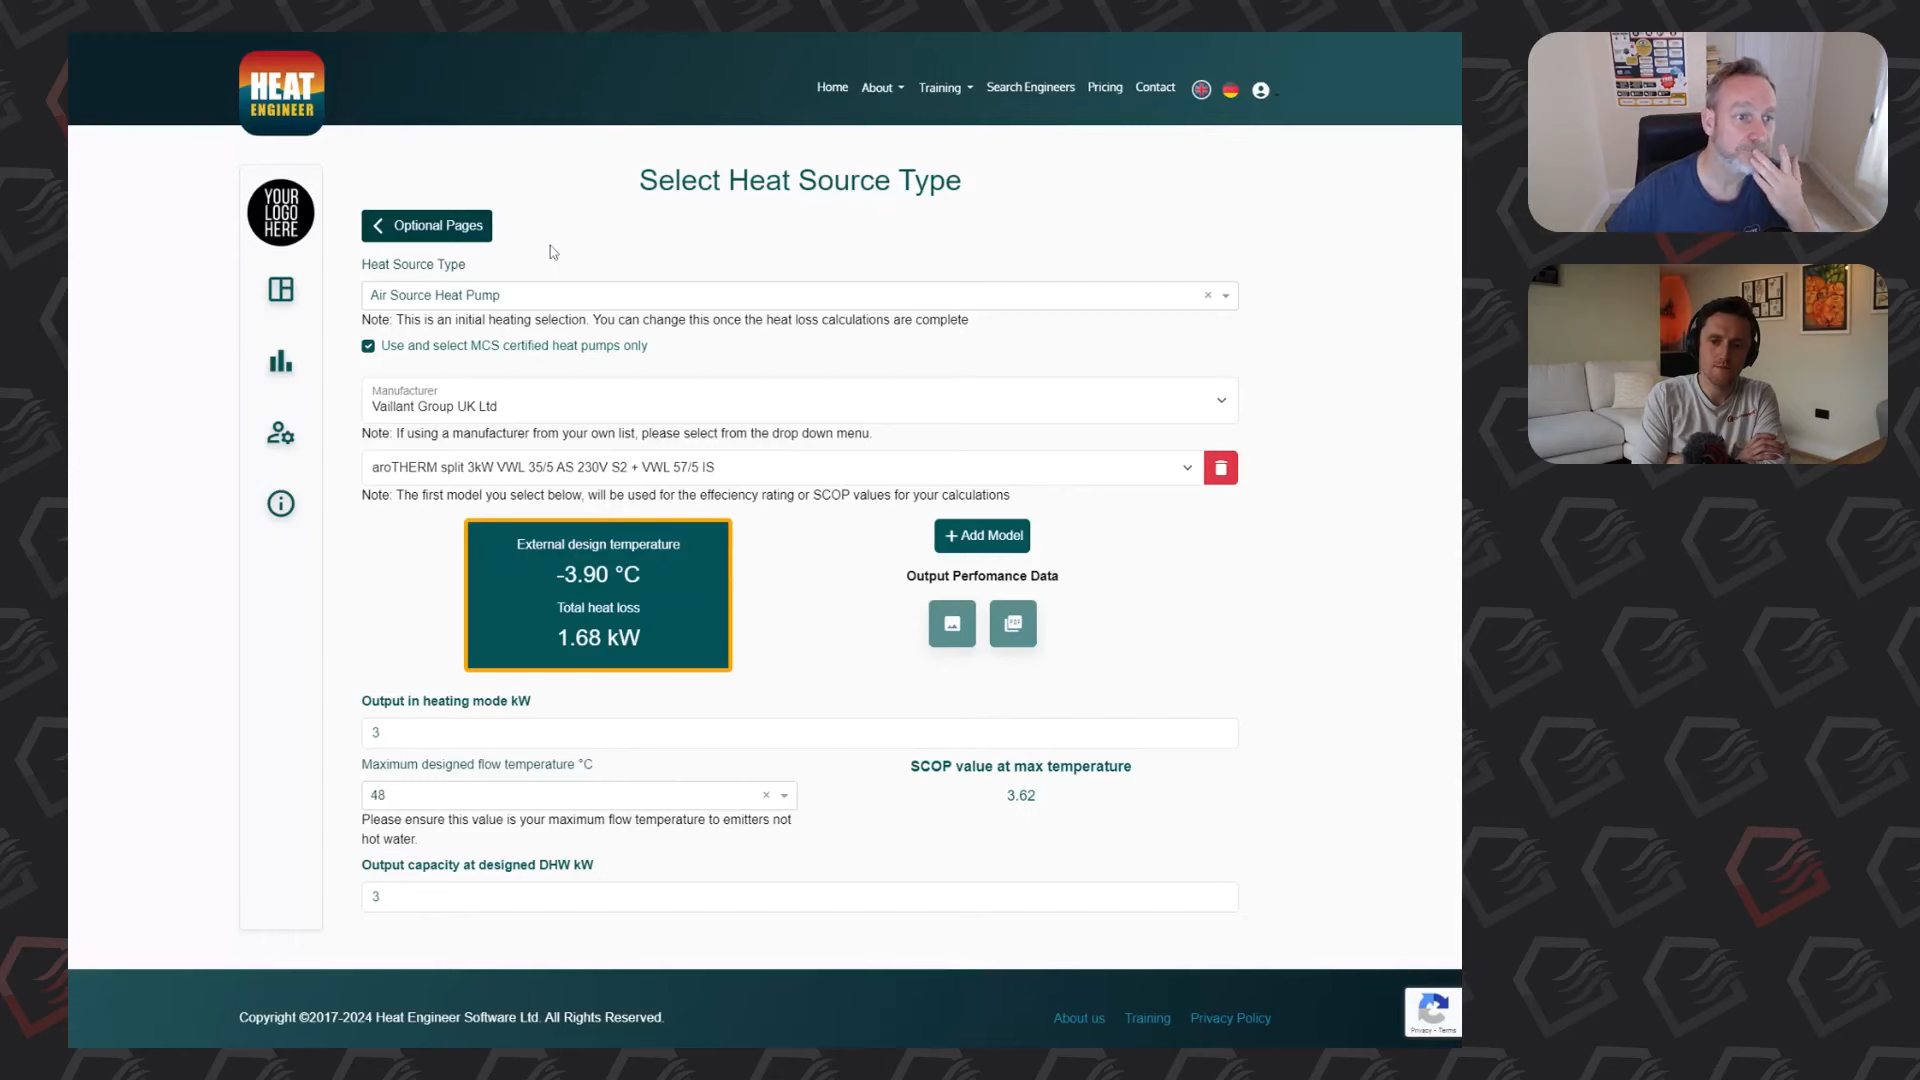 HEAT
ENGINEER
Home
About
Training
Search Engineers
Pricing
Contact
YOUR
LOGO
HERE
Select Heat Source Type
Optional Pages
Heat Source Type
Air Source Heat Pump
Note: This is an initial heating selection. You can change this once the heat loss calculations are complete
Use and select MCS certified heat pumps only
Manufacturer
Vaillant Group UK Ltd
Note: If using a manufacturer from your own list, please select from the drop down menu.
aroTHERM split 3kW VWL 35/5 AS 230V S2 + VWL 57/5 IS
Note: The first model you select below, will be used for the effeciency rating or SCOP values for your calculations
External design temperature
-3.90 °C
Total heat loss
1.68 kW
+ Add Model
Output Perfomance Data
PDF
Output in heating mode kW
3
Maximum designed flow temperature °C
48
SCOP value at max temperature
3.62
Please ensure this value is your maximum flow temperature to emitters not
hot water.
Output capacity at designed DHW kW
3
Copyright ©2017-2024 Heat Engineer Software Ltd. All Rights Reserved.
About us
Training
Privacy Policy
Privacy - Terms